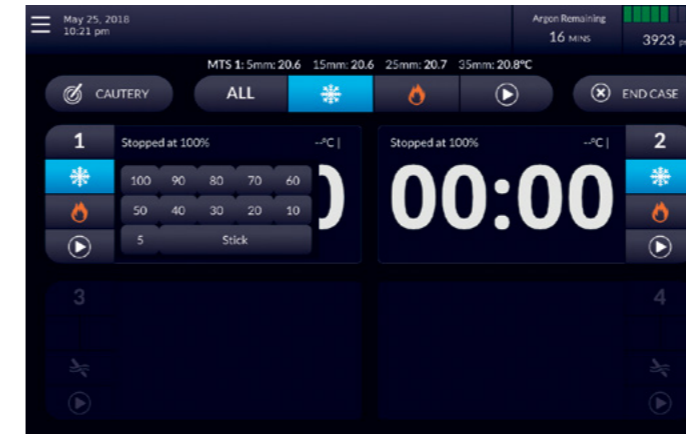 May 25, 2018
10:21 pm
Argon Remaining
16 MINS
3923
MTS 1: 5mm: 20.6 15mm: 20.6 25mm: 20.7 35mm: 20.8°C
CAUTERY
ALL
END CASE
1
Stopped at 100%
--°C |
100 90 80 70 60
50 40 30 20 10
5 Stick
0
Stopped at 100%
--°C |
00:00
2
3
4